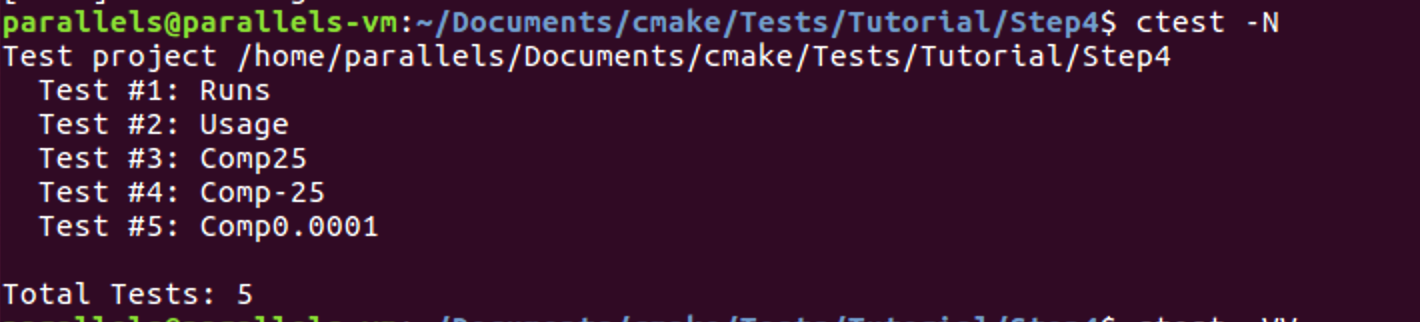 parallels@parallels-vm:~/Documents/cmake/Tests/Tutorial/Step4$ ctest -N
Test project /home/parallels/Documents/cmake/Tests/Tutorial/Step4
  Test #1: Runs
  Test #2: Usage
  Test #3: Comp25
  Test #4: Comp-25
  Test #5: Comp0.0001

Total Tests: 5